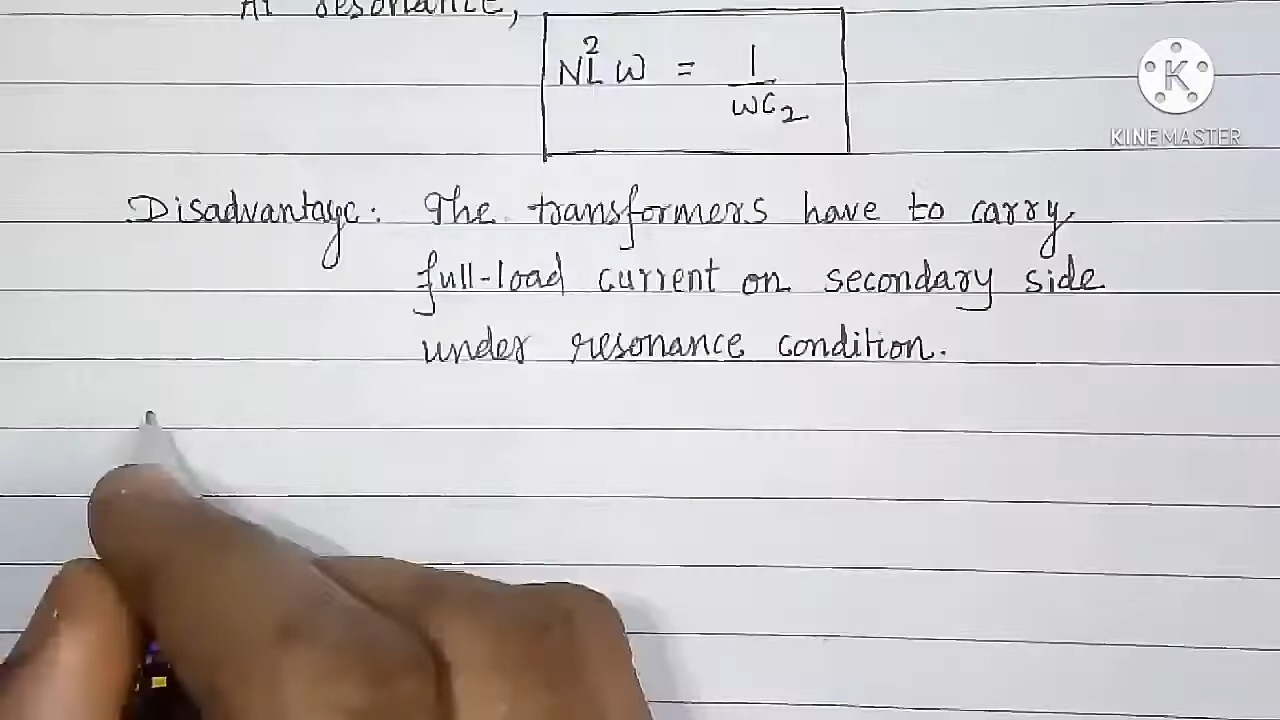 At resonance,
N²Lω = 1/ωC₂
K
KINEMASTER
Disadvantage: The transformers have to carry
full-load current on secondary side
under resonance condition.